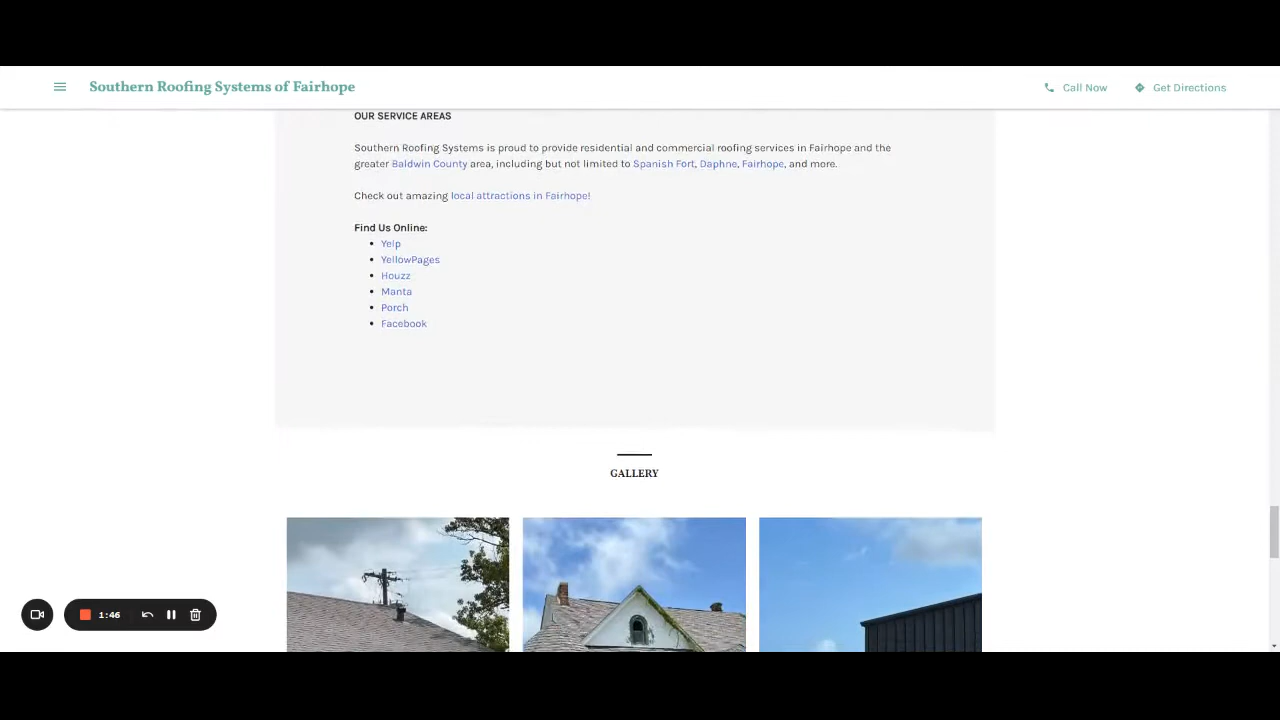 Southern Roofing Systems of Fairhope
Call Now
Get Directions
OUR SERVICE AREAS
Southern Roofing Systems is proud to provide residential and commercial roofing services in Fairhope and the
greater Baldwin County area, including but not limited to Spanish Fort, Daphne, Fairhope, and more.
Check out amazing local attractions in Fairhope!
Find Us Online:
• Yelp
• YellowPages
• Houzz
• Manta
• Porch
• Facebook
GALLERY
1:46